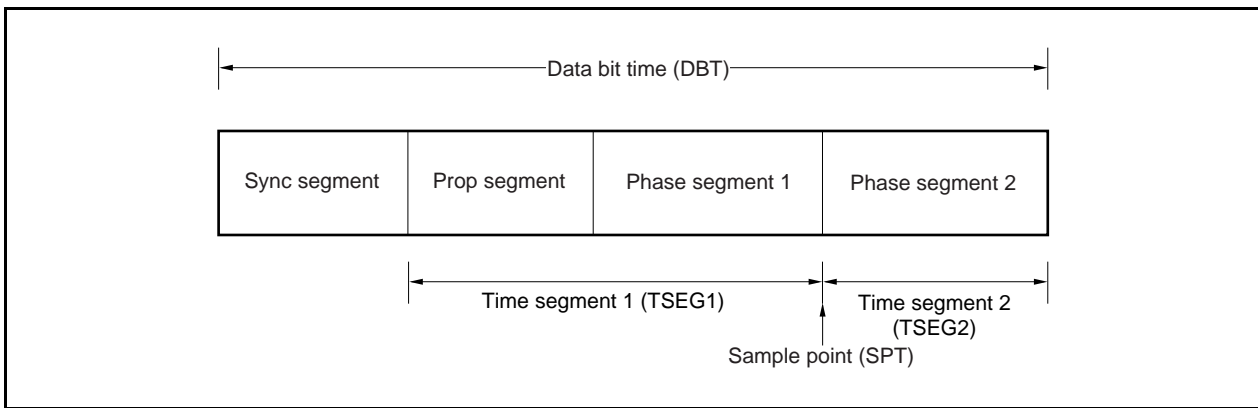 Data bit time (DBT)
Sync segment
Prop segment
Phase segment 1
Phase segment 2
Time segment 1 (TSEG1)
Time segment 2
(TSEG2)
Sample point (SPT)